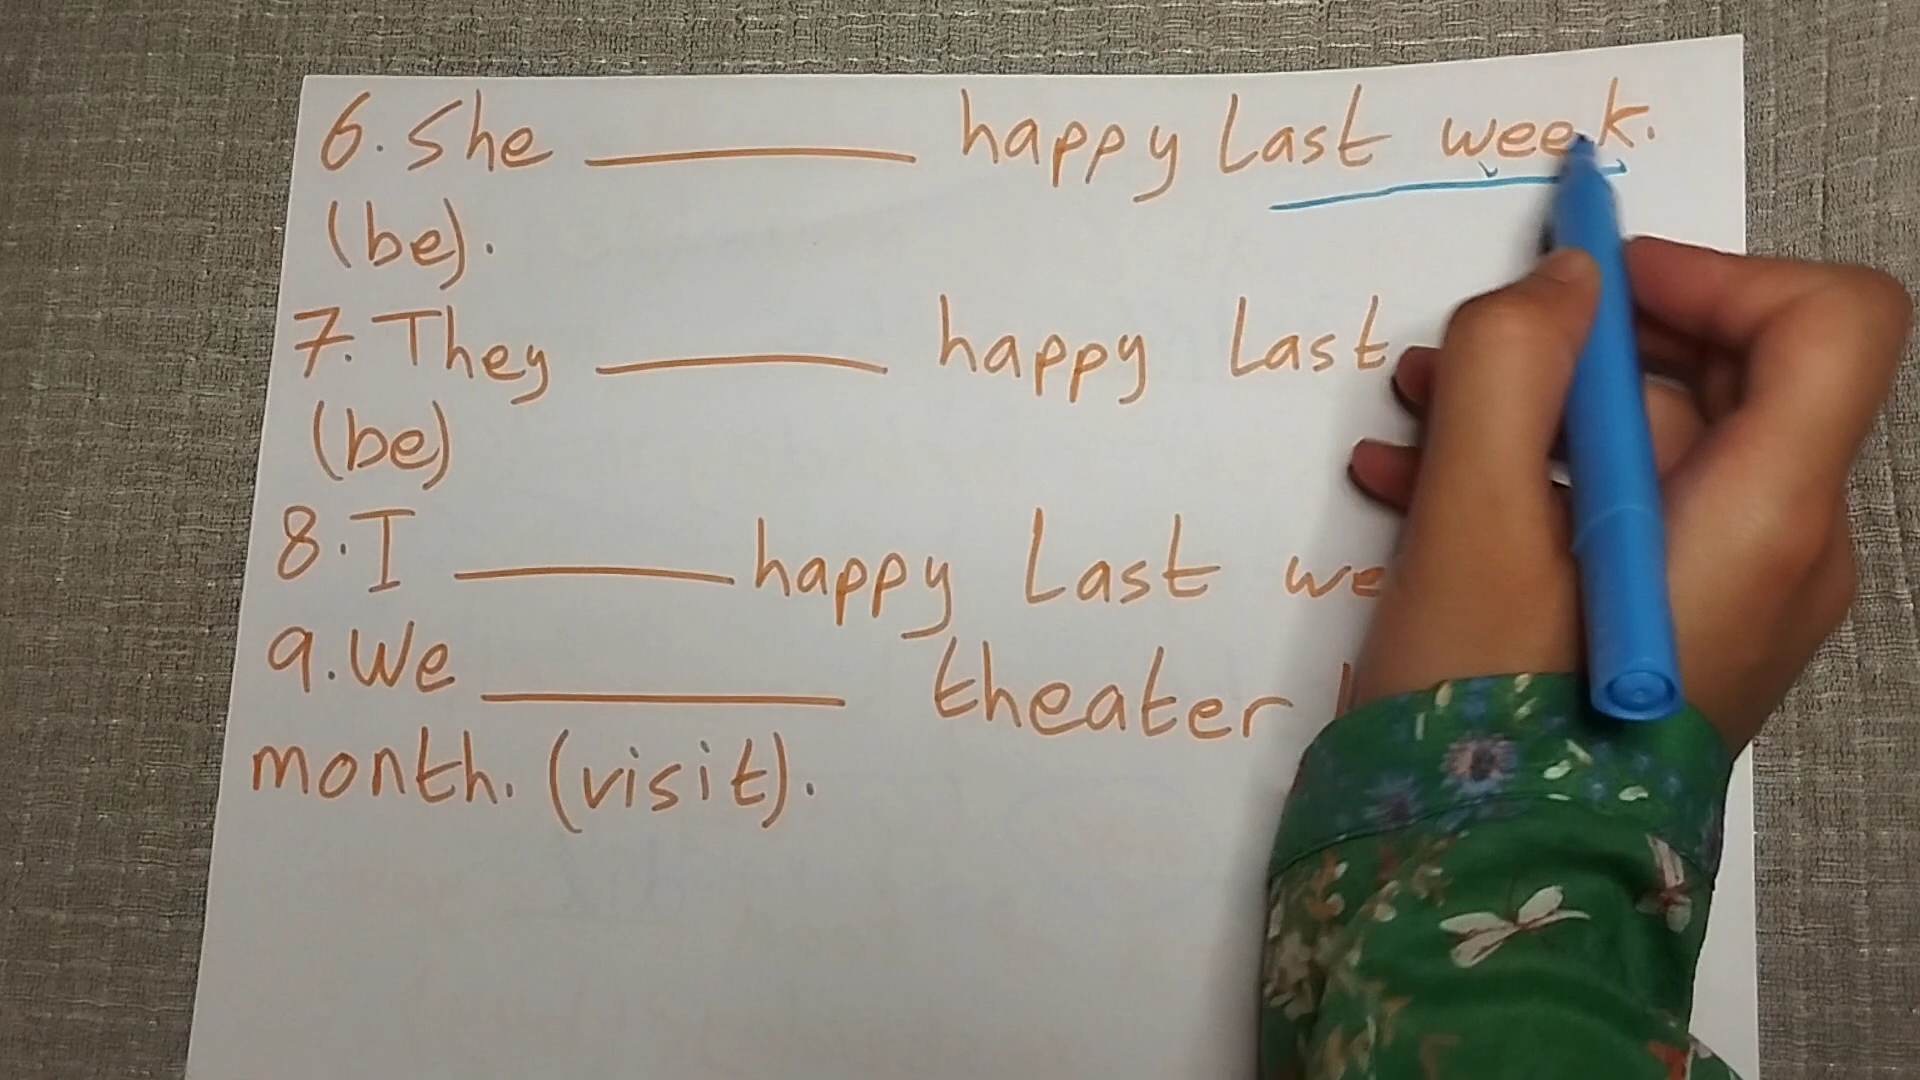 6. She ______ happy Last week.
(be).
7. They ______ happy Last
(be)
8. I ______ happy Last
9. We ______ theater
month. (visit).